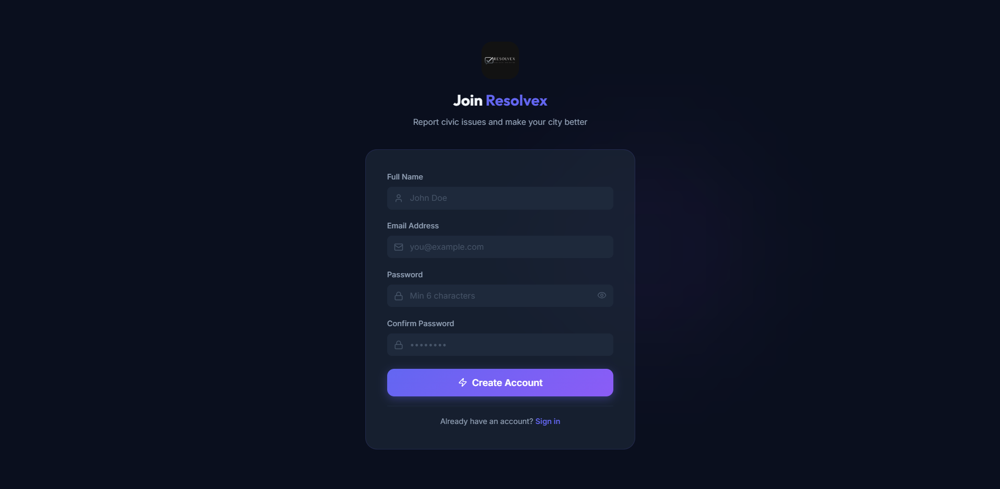 RESOLVEX
Join Resolvex
Report civic issues and make your city better
Full Name
John Doe
Email Address
you@example.com
Password
Min 6 characters
Confirm Password
••••••••
Create Account
Already have an account? Sign in